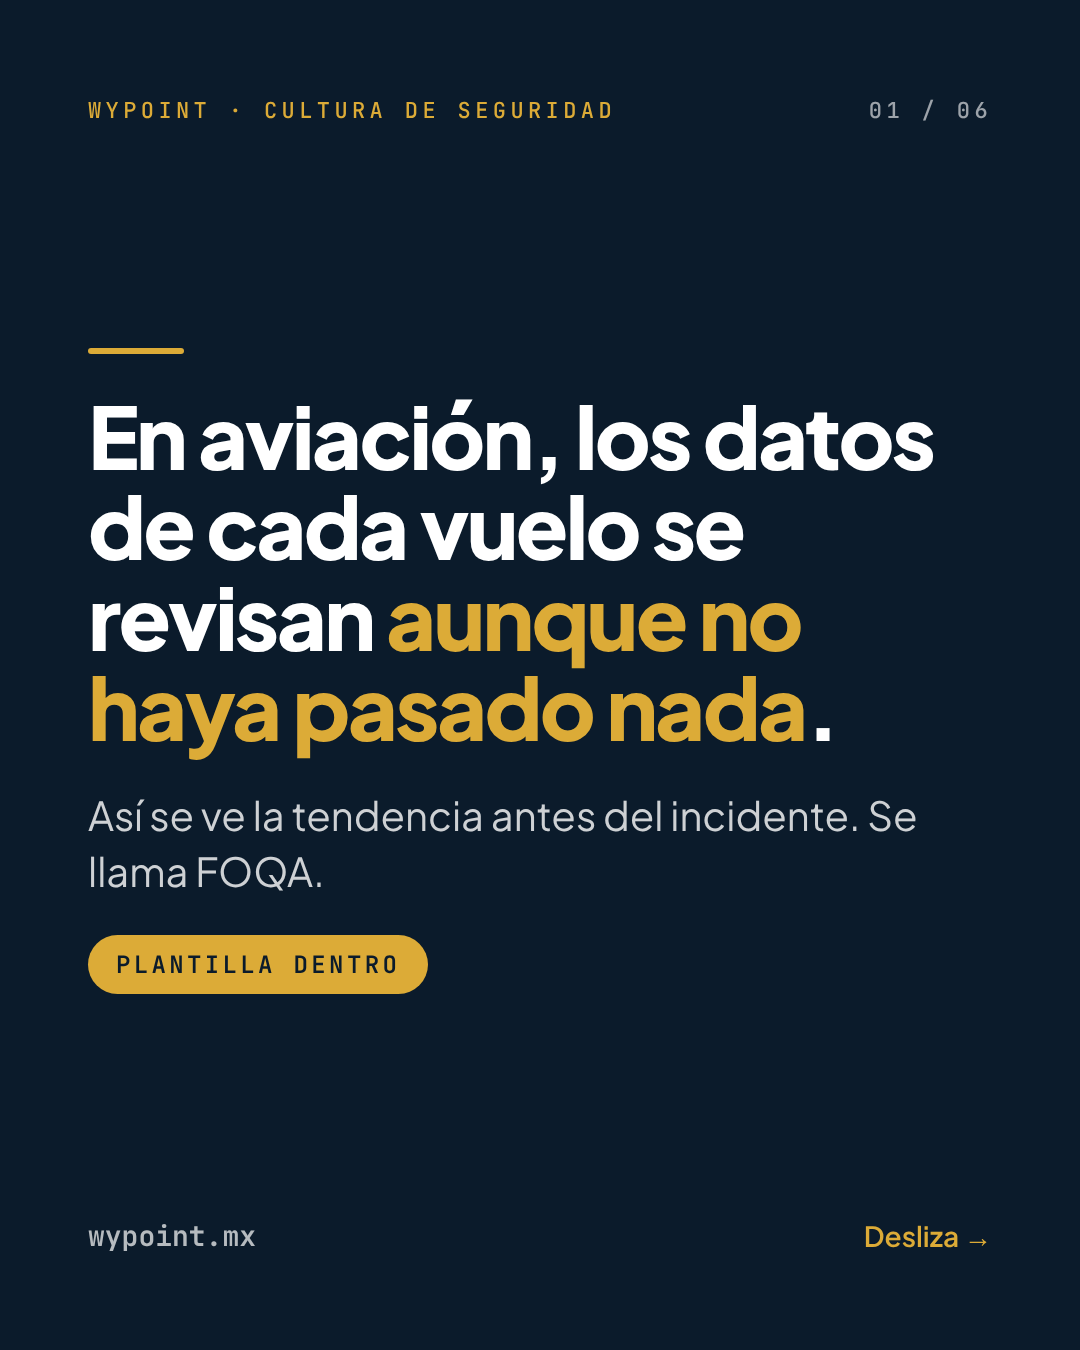 WYPOINT · CULTURA DE SEGURIDAD
01 / 06
En aviación, los datos
de cada vuelo se
revisan aunque no
haya pasado nada.
Así se ve la tendencia antes del incidente. Se
llama FOQA.
PLANTILLA DENTRO
wypoint.mx
Desliza →